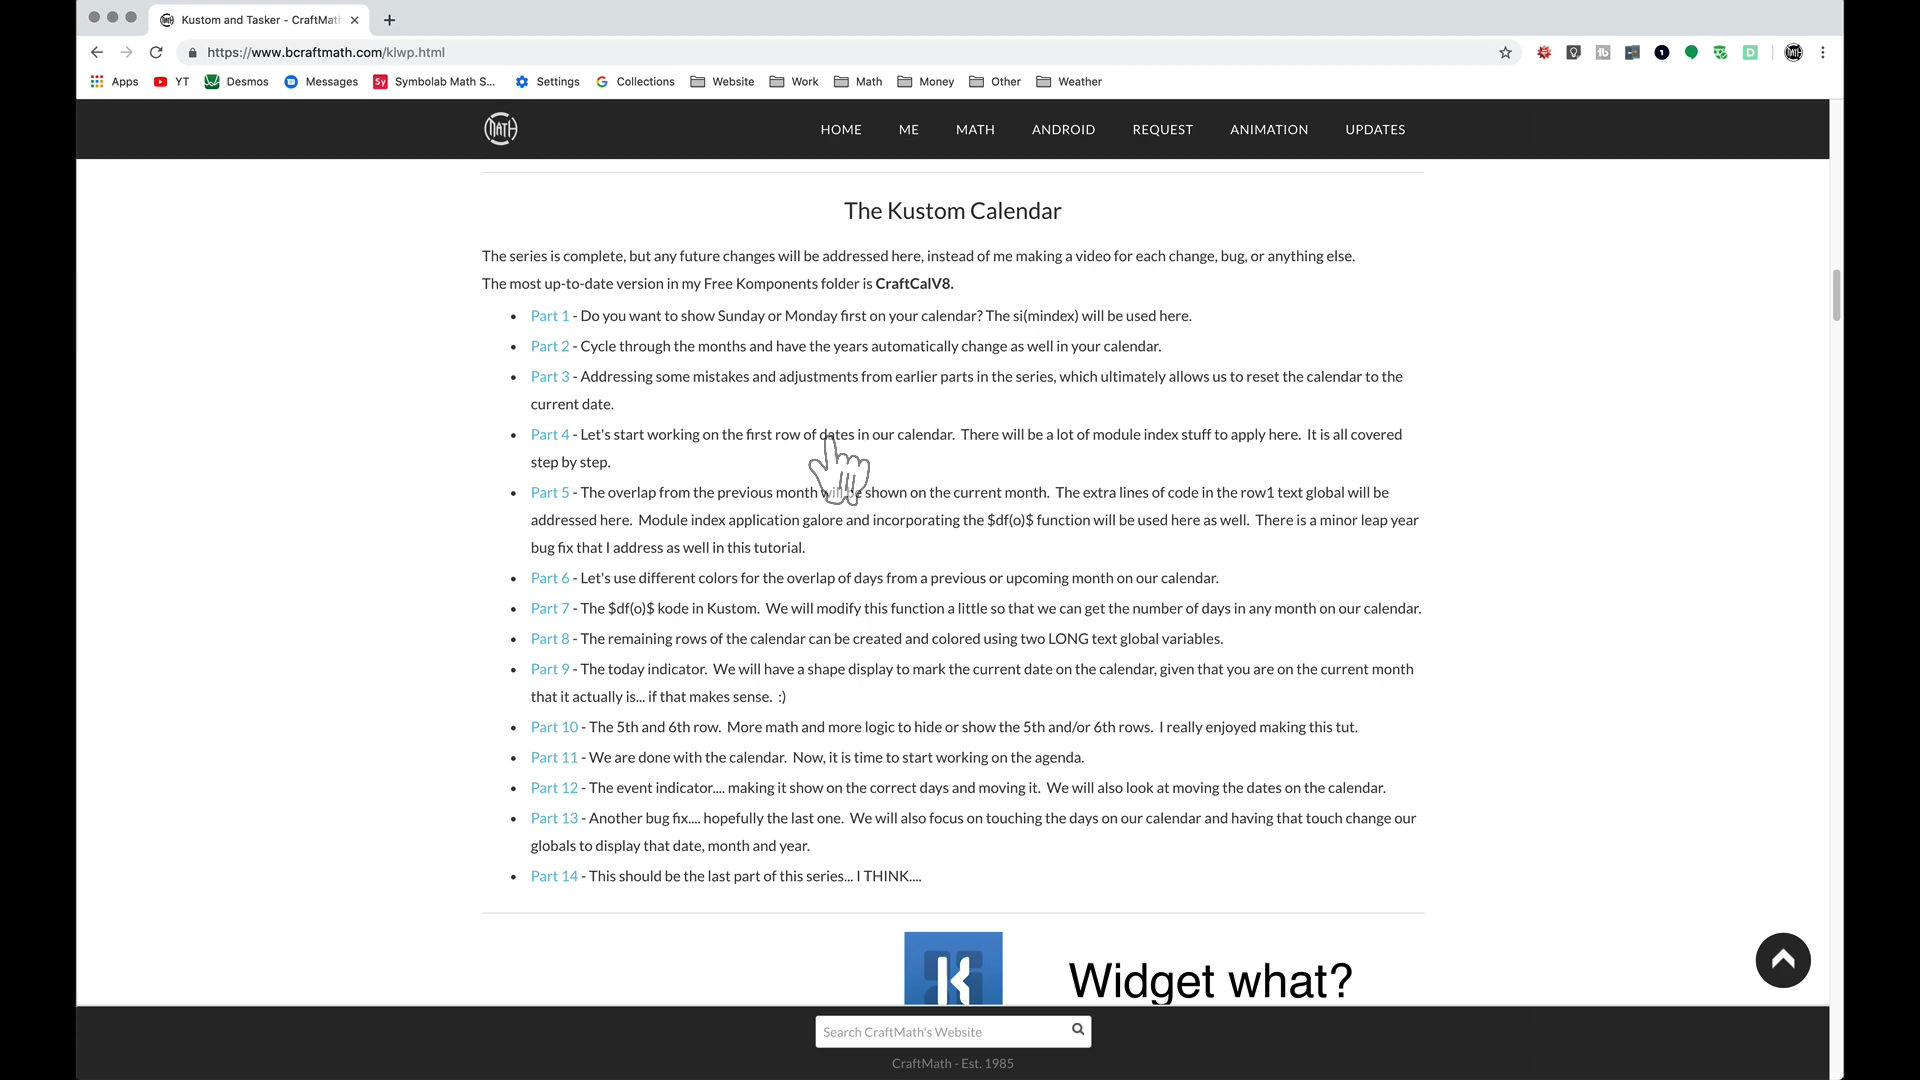 Kustom and Tasker - CraftMath
https://www.bcraftmath.com/klwp.html
Apps YT Desmos Messages Sy Symbolab Math S... Settings Collections Website Work Math Money Other Weather
MATH HOME ME MATH ANDROID REQUEST ANIMATION UPDATES
The Kustom Calendar
The series is complete, but any future changes will be addressed here, instead of me making a video for each change, bug, or anything else.
The most up-to-date version in my Free Komponents folder is CraftCalV8.
• Part 1 - Do you want to show Sunday or Monday first on your calendar? The si(mindex) will be used here.
• Part 2 - Cycle through the months and have the years automatically change as well in your calendar.
• Part 3 - Addressing some mistakes and adjustments from earlier parts in the series, which ultimately allows us to reset the calendar to the
current date.
• Part 4 - Let's start working on the first row of dates in our calendar. There will be a lot of module index stuff to apply here. It is all covered
step by step.
• Part 5 - The overlap from the previous month will be shown on the current month. The extra lines of code in the row1 text global will be
addressed here. Module index application galore and incorporating the $df(o)$ function will be used here as well. There is a minor leap year
bug fix that I address as well in this tutorial.
• Part 6 - Let's use different colors for the overlap of days from a previous or upcoming month on our calendar.
• Part 7 - The $df(o)$ kode in Kustom. We will modify this function a little so that we can get the number of days in any month on our calendar.
• Part 8 - The remaining rows of the calendar can be created and colored using two LONG text global variables.
• Part 9 - The today indicator. We will have a shape display to mark the current date on the calendar, given that you are on the current month
that it actually is... if that makes sense. :)
• Part 10 - The 5th and 6th row. More math and more logic to hide or show the 5th and/or 6th rows. I really enjoyed making this tut.
• Part 11 - We are done with the calendar. Now, it is time to start working on the agenda.
• Part 12 - The event indicator.... making it show on the correct days and moving it. We will also look at moving the dates on the calendar.
• Part 13 - Another bug fix.... hopefully the last one. We will also focus on touching the days on our calendar and having that touch change our
globals to display that date, month and year.
• Part 14 - This should be the last part of this series... I THINK....
Widget what?
Search CraftMath's Website
CraftMath - Est. 1985